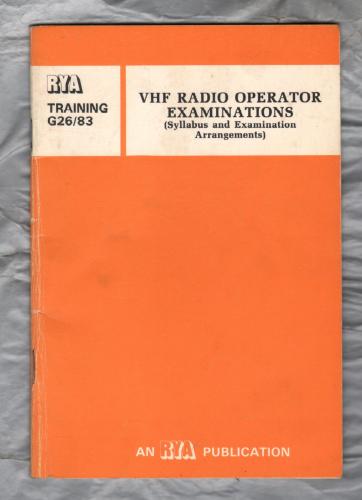 RYA
TRAINING
G26/83
VHF RADIO OPERATOR
EXAMINATIONS
(Syllabus and Examination
Arrangements)
AN RYA PUBLICATION